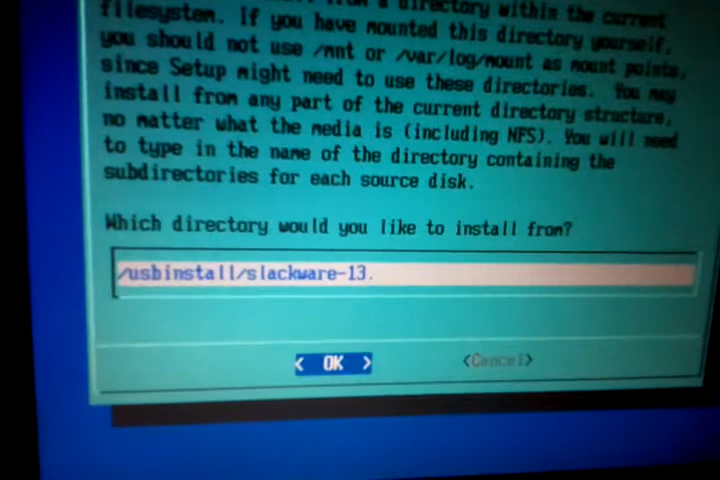 a directory within the current
filesystem. If you have mounted this directory yourself,
you should not use /mnt or /var/log/mount as mount points,
since Setup might need to use these directories. You may
install from any part of the current directory structure,
no matter what the media is (including NFS). You will need
to type in the name of the directory containing the
subdirectories for each source disk.
Which directory would you like to install from?
/usbinstall/slackware-13.
< OK > <Cancel>